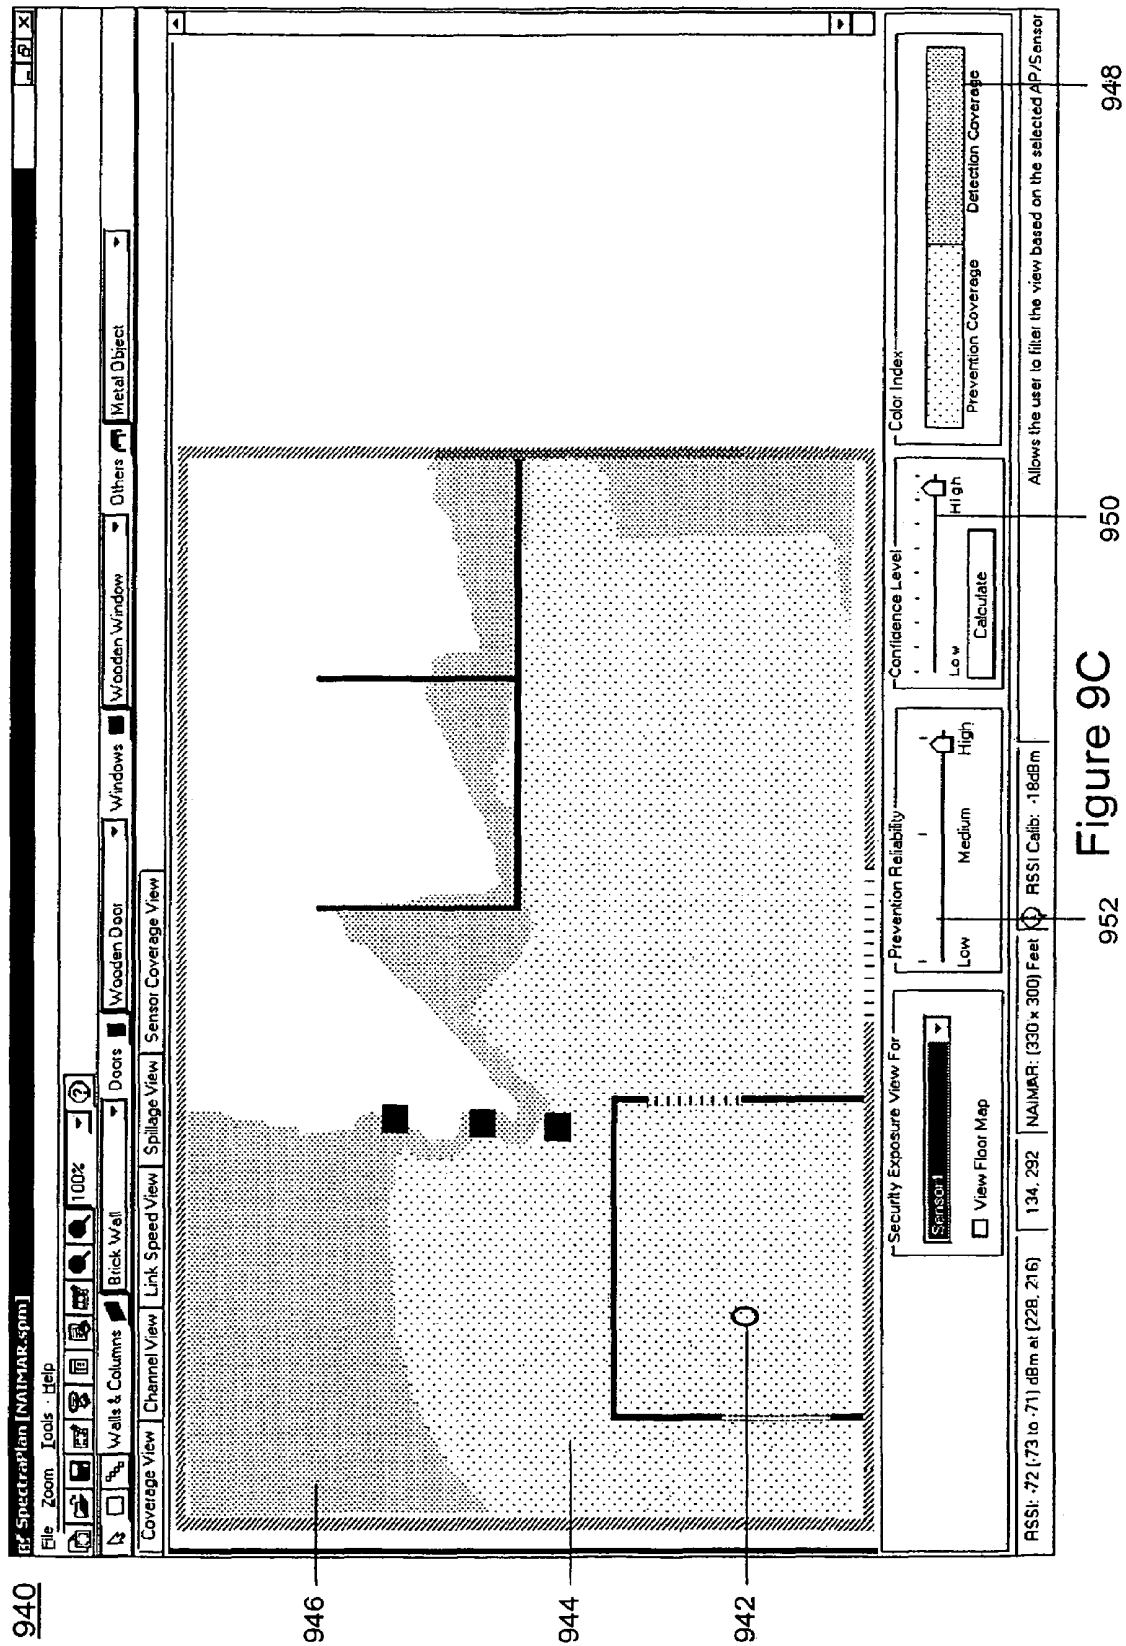 940
SpectraPlan [NAIMAR.spm]
File Zoom Tools Help
100%
Walls & Columns Brick Wall Doors Wooden Door Windows Wooden Window Others Metal Object
Coverage View Channel View Link Speed View Spillage View Sensor Coverage View
946
944
942
Security Exposure View For
Sensor1
View Floor Map
Prevention Reliability
Low Medium High
Confidence Level
Low High
Calculate
Color Index
Prevention Coverage Detection Coverage
RSSI: -72 [-73 to -71] dBm at (228, 216) 134, 292 NAIMAR: (330 x 300) Feet RSSI Calib: -18dBm Allows the user to filter the view based on the selected AP/Sensor
952 950 948
Figure 9C